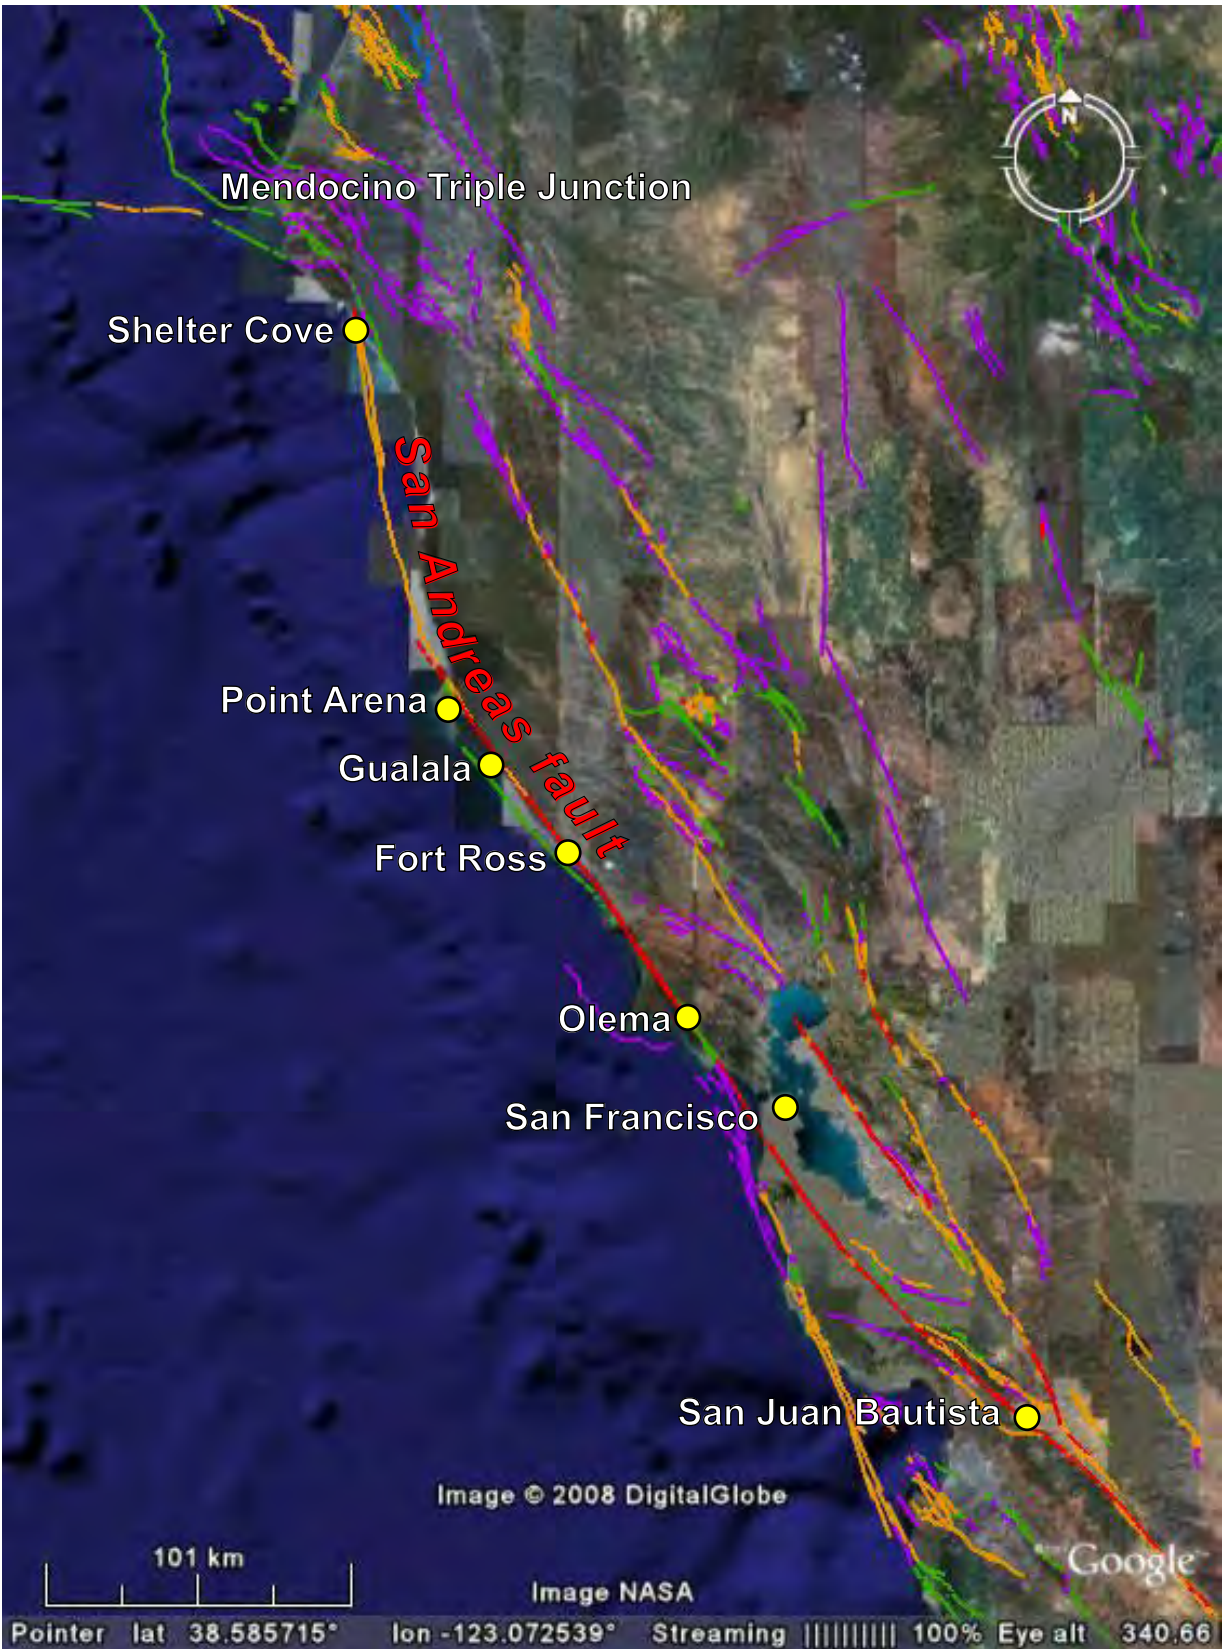 N
Mendocino Triple Junction
Shelter Cove
San Andreas fault
Point Arena
Gualala
Fort Ross
Olema
San Francisco
San Juan Bautista
Image © 2008 DigitalGlobe
101 km
Google
Image NASA
Pointer lat 38.585715° lon -123.072539° Streaming |||||||||| 100% Eye alt 340.66